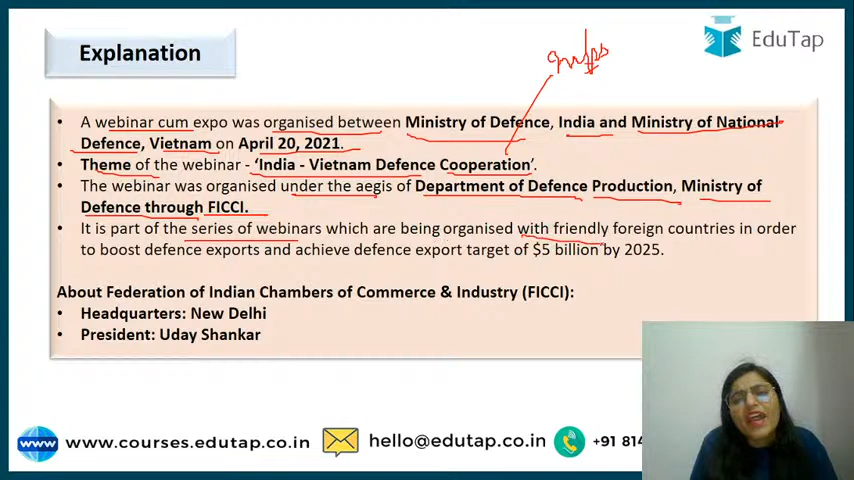 Explanation
EduTap
• A webinar cum expo was organised between Ministry of Defence, India and Ministry of National
Defence, Vietnam on April 20, 2021.
• Theme of the webinar - ‘India - Vietnam Defence Cooperation’.
• The webinar was organised under the aegis of Department of Defence Production, Ministry of
Defence through FICCI.
• It is part of the series of webinars which are being organised with friendly foreign countries in order
to boost defence exports and achieve defence export target of $5 billion by 2025.
About Federation of Indian Chambers of Commerce & Industry (FICCI):
• Headquarters: New Delhi
• President: Uday Shankar
www www.courses.edutap.co.in hello@edutap.co.in +91 814